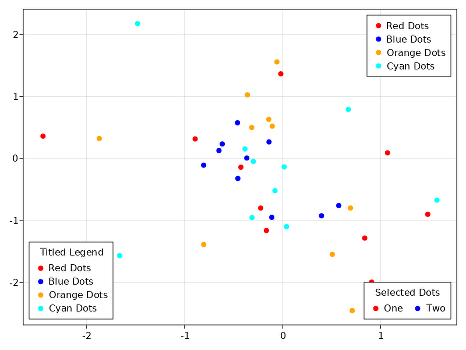 2
1
0
-1
-2
-2
-1
0
1
Red Dots
Blue Dots
Orange Dots
Cyan Dots
Titled Legend
Red Dots
Blue Dots
Orange Dots
Cyan Dots
Selected Dots
One Two